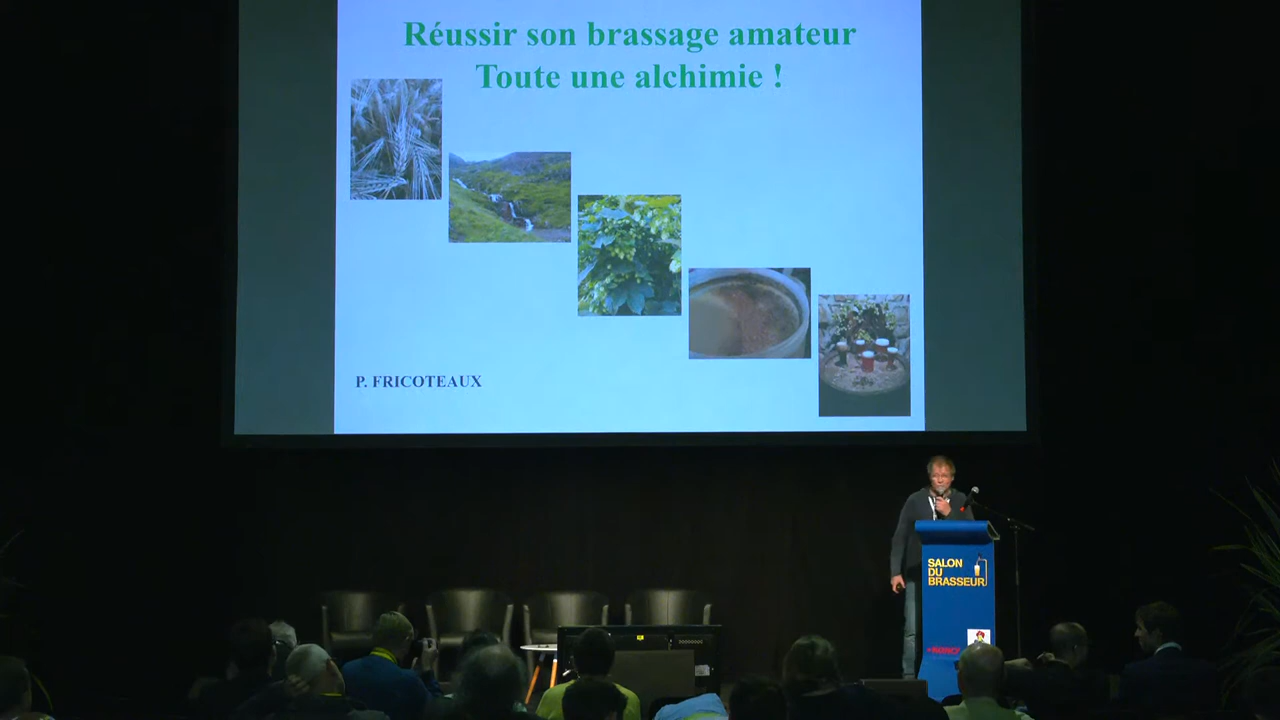 Réussir son brassage amateur
Toute une alchimie !
P. FRICOTEAUX
SALON
DU
BRASSEUR